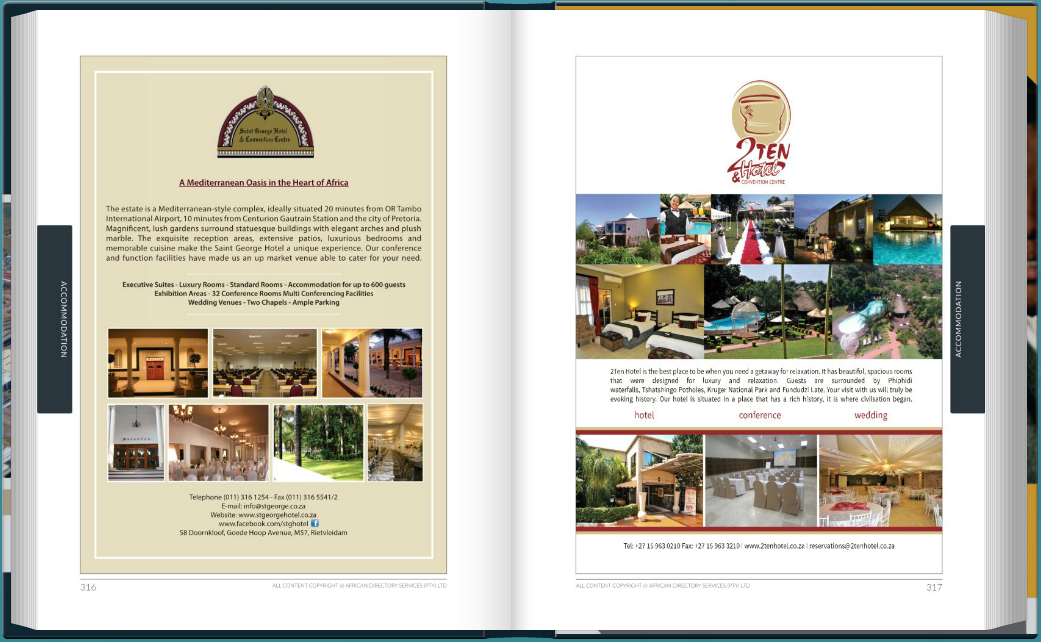 Saint George Hotel
& Convention Centre
A Mediterranean Oasis in the Heart of Africa
The estate is a Mediterranean-style complex, ideally situated 20 minutes from OR Tambo
International Airport, 10 minutes from Centurion Gautrain Station and the city of Pretoria.
Magnificent, lush gardens surround statuesque buildings with elegant arches and plush
marble. The exquisite reception areas, extensive patios, luxurious bedrooms and
memorable cuisine make the Saint George Hotel a unique experience. Our conference
and function facilities have made us an up market venue able to cater for your need.
Executive Suites - Luxury Rooms - Standard Rooms - Accommodation for up to 600 guests
Exhibition Areas - 32 Conference Rooms Multi Conferencing Facilities
Wedding Venues - Two Chapels - Ample Parking
Telephone (011) 316 1254 - Fax (011) 316 5541/2
E-mail: info@stgeorge.co.za
Website: www.stgeorgehotel.co.za
www.facebook.com/stghotel
58 Doornkloof, Goede Hoop Avenue, M57, Rietvleidam
ACCOMMODATION
316
ALL CONTENT COPYRIGHT © AFRICAN DIRECTORY SERVICES (PTY) LTD
2TEN
& Hotel
CONVENTION CENTRE
2Ten Hotel is the best place to be when you need a getaway for relaxation. It has beautiful, spacious rooms
that were designed for luxury and relaxation. Guests are surrounded by Phiphidi
waterfalls, Tshatshingo Potholes, Kruger National Park and Fundudzi Late. Your visit with us will truly be
evoking history. Our hotel is situated in a place that has a rich history, it is where civilsation began.
hotel conference wedding
Tel: +27 15 963 0210 Fax: +27 15 963 3210 | www.2tenhotel.co.za | reservations@2tenhotel.co.za
ACCOMMODATION
ALL CONTENT COPYRIGHT © AFRICAN DIRECTORY SERVICES (PTY) LTD
317